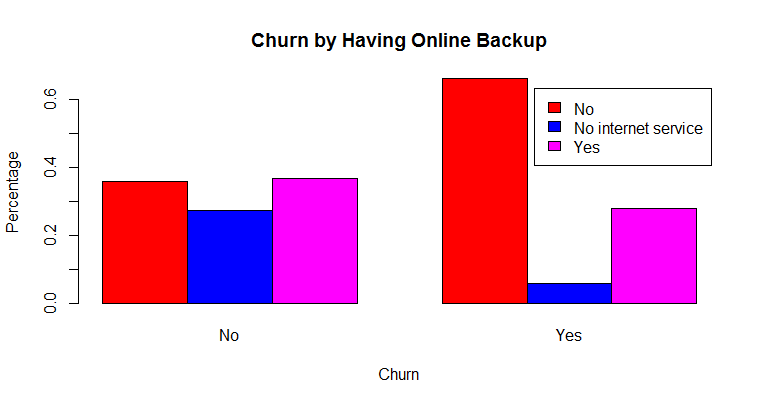 Churn by Having Online Backup
No
No internet service
Yes
Percentage
0.6
0.4
0.2
0.0
No
Yes
Churn